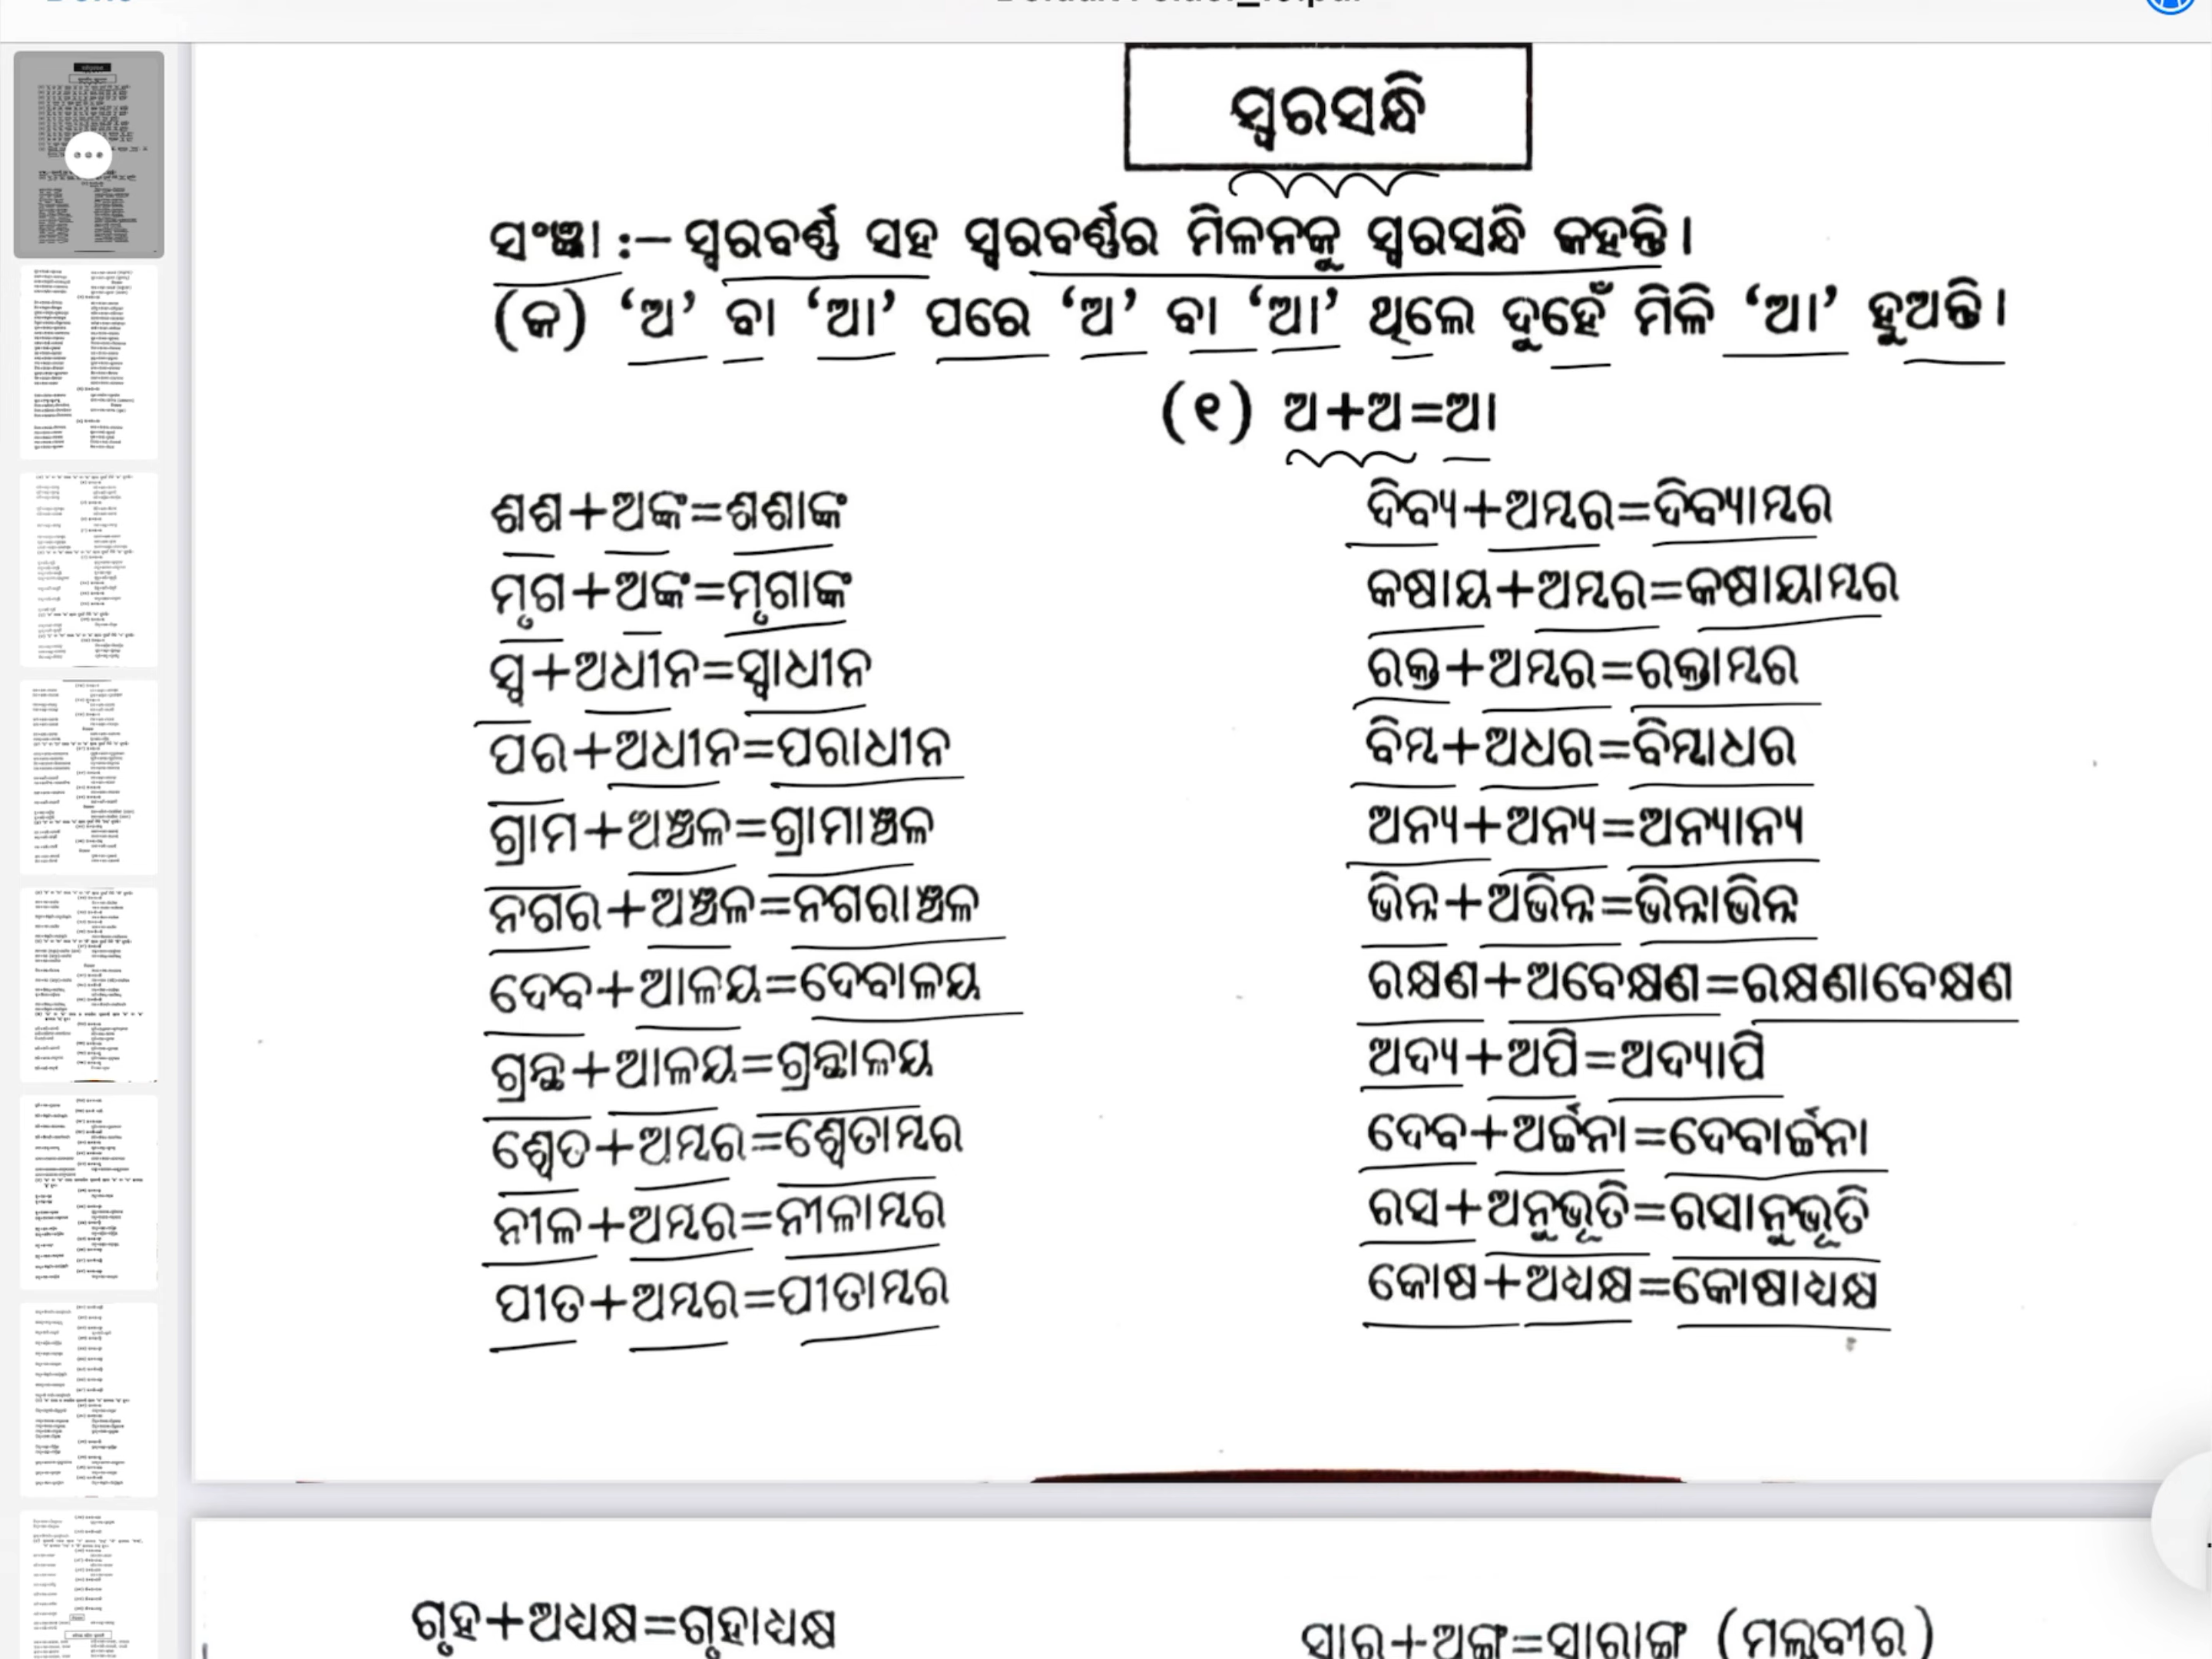 ସ୍ୱରସନ୍ଧି
ସଂଜ୍ଞା :– ସ୍ୱରବର୍ଣ୍ଣ ସହ ସ୍ୱରବର୍ଣ୍ଣର ମିଳନକୁ ସ୍ୱରସନ୍ଧି କହନ୍ତି।
(କ) ‘ଅ’ ବା ‘ଆ’ ପରେ ‘ଅ’ ବା ‘ଆ’ ଥିଲେ ଦୁହେଁ ମିଳି ‘ଆ’ ହୁଅନ୍ତି।
(୧) ଅ+ଅ=ଆ
ଶଶ+ଅଙ୍କ=ଶଶାଙ୍କ
ମୃଗ+ଅଙ୍କ=ମୃଗାଙ୍କ
ସ୍ୱ+ଅଧୀନ=ସ୍ୱାଧୀନ
ପର+ଅଧୀନ=ପରାଧୀନ
ଗ୍ରାମ+ଅଞ୍ଚଳ=ଗ୍ରାମାଞ୍ଚଳ
ନଗର+ଅଞ୍ଚଳ=ନଗରାଞ୍ଚଳ
ଦେବ+ଆଳୟ=ଦେବାଳୟ
ଗ୍ରନ୍ଥ+ଆଳୟ=ଗ୍ରନ୍ଥାଳୟ
ଶ୍ୱେତ+ଅମ୍ବର=ଶ୍ୱେତାମ୍ବର
ନୀଳ+ଅମ୍ବର=ନୀଳାମ୍ବର
ପୀତ+ଅମ୍ବର=ପୀତାମ୍ବର
ଦିବ୍ୟ+ଅମ୍ବର=ଦିବ୍ୟାମ୍ବର
କଷାୟ+ଅମ୍ବର=କଷାୟାମ୍ବର
ରକ୍ତ+ଅମ୍ବର=ରକ୍ତାମ୍ବର
ବିମ୍ବ+ଅଧର=ବିମ୍ବାଧର
ଅନ୍ୟ+ଅନ୍ୟ=ଅନ୍ୟାନ୍ୟ
ଭିନ୍ନ+ଅଭିନ୍ନ=ଭିନ୍ନାଭିନ୍ନ
ରକ୍ଷଣ+ଅବେକ୍ଷଣ=ରକ୍ଷଣାବେକ୍ଷଣ
ଅଦ୍ୟ+ଅପି=ଅଦ୍ୟାପି
ଦେବ+ଅର୍ଚ୍ଚନା=ଦେବାର୍ଚ୍ଚନା
ରସ+ଅନୁଭୂତି=ରସାନୁଭୂତି
କୋଷ+ଅଧ୍ୟକ୍ଷ=କୋଷାଧ୍ୟକ୍ଷ
ଗୃହ+ଅଧ୍ୟକ୍ଷ=ଗୃହାଧ୍ୟକ୍ଷ
ସାର+ଅଙ୍ଗ=ସାରାଙ୍ଗ (ମଲ୍ଲବୀର)